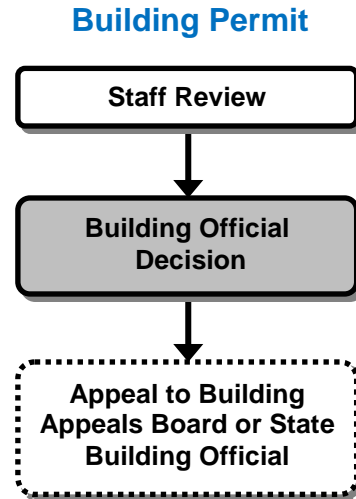 Building Permit
Staff Review
Building Official
Decision
Appeal to Building
Appeals Board or State
Building Official